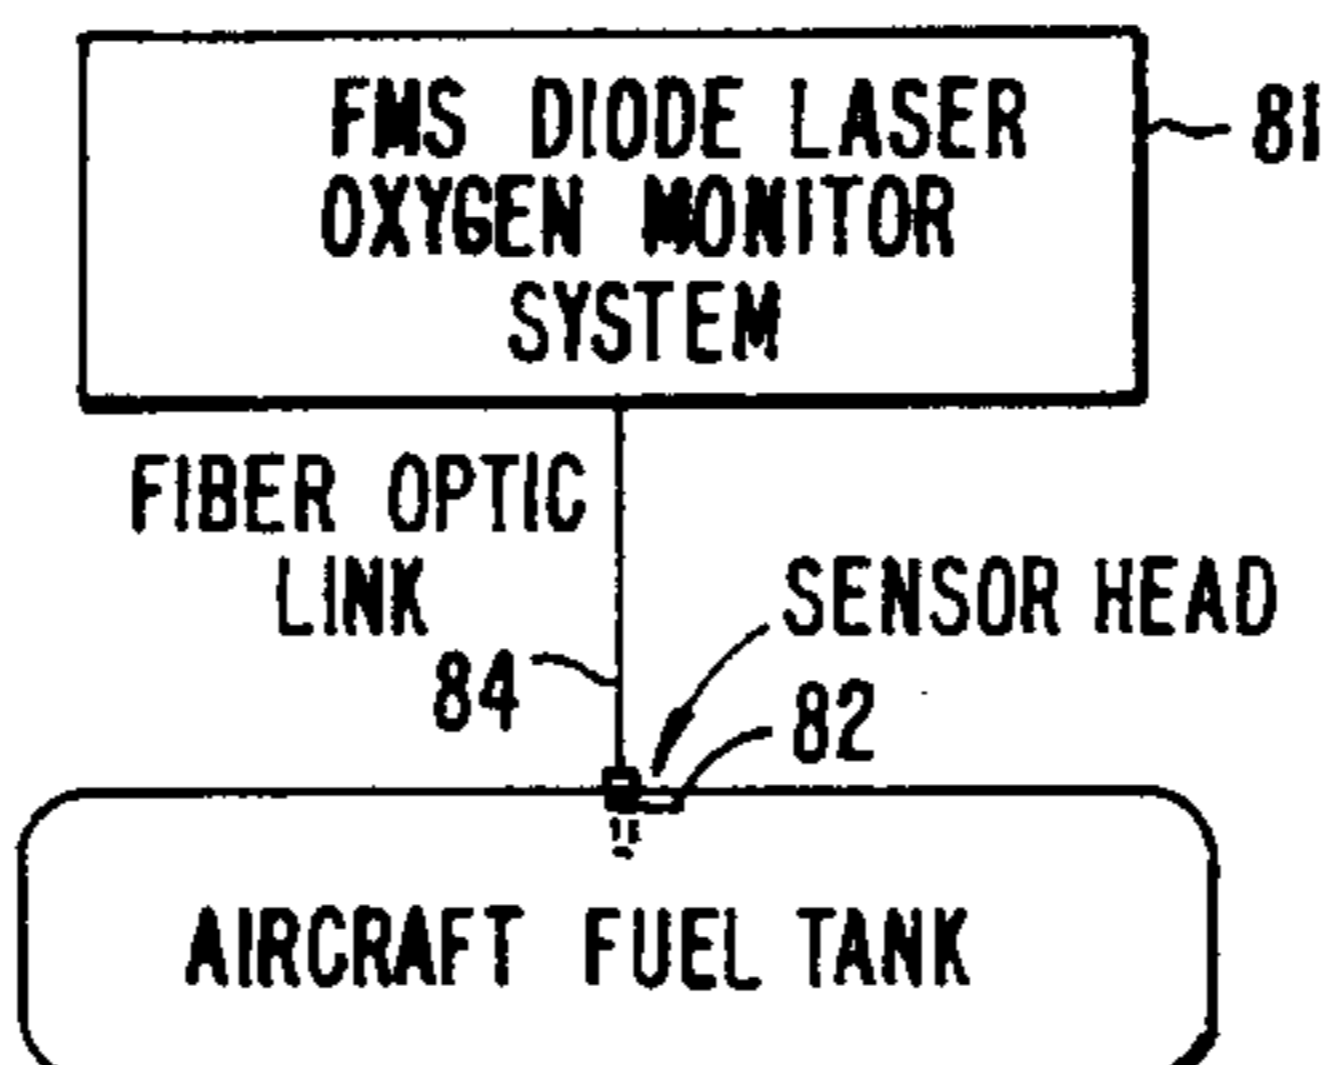 FMS DIODE LASER
OXYGEN MONITOR
SYSTEM
81
FIBER OPTIC
LINK
84
SENSOR HEAD
82
AIRCRAFT FUEL TANK